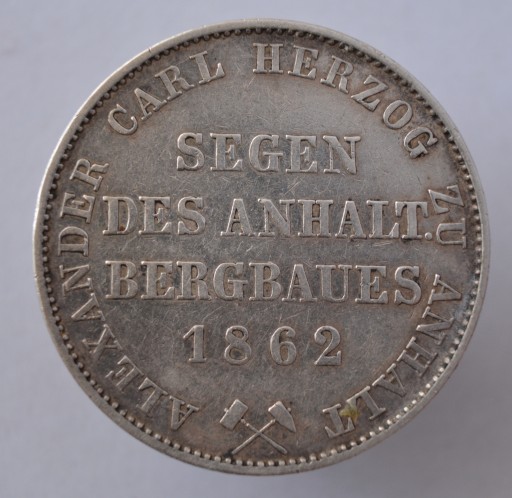 ALEXANDER CARL HERZOG ZU ANHALT
SEGEN
DES ANHALT.
BERGBAUES
1862